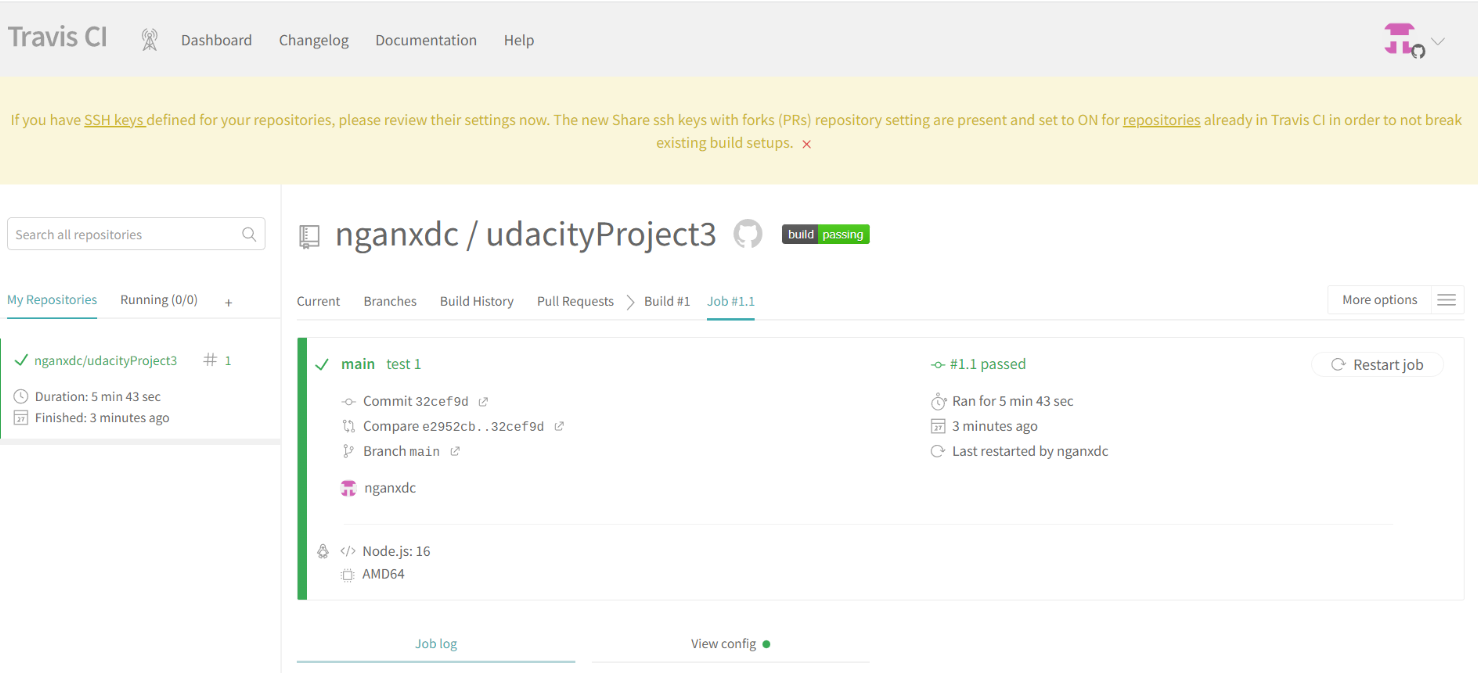 Travis CI
Dashboard
Changelog
Documentation
Help
If you have SSH keys defined for your repositories, please review their settings now. The new Share ssh keys with forks (PRs) repository setting are present and set to ON for repositories already in Travis CI in order to not break
existing build setups.
Search all repositories
My Repositories
Running (0/0)
+
nganxdc/udacityProject3
# 1
Duration: 5 min 43 sec
27
Finished: 3 minutes ago
nganxdc / udacityProject3
build passing
Current
Branches
Build History
Pull Requests
Build #1
Job #1.1
More options
main test 1
Commit 32cef9d
Compare e2952cb..32cef9d
Branch main
nganxdc
#1.1 passed
Ran for 5 min 43 sec
27
3 minutes ago
Last restarted by nganxdc
Restart job
</> Node.js: 16
AMD64
Job log
View config